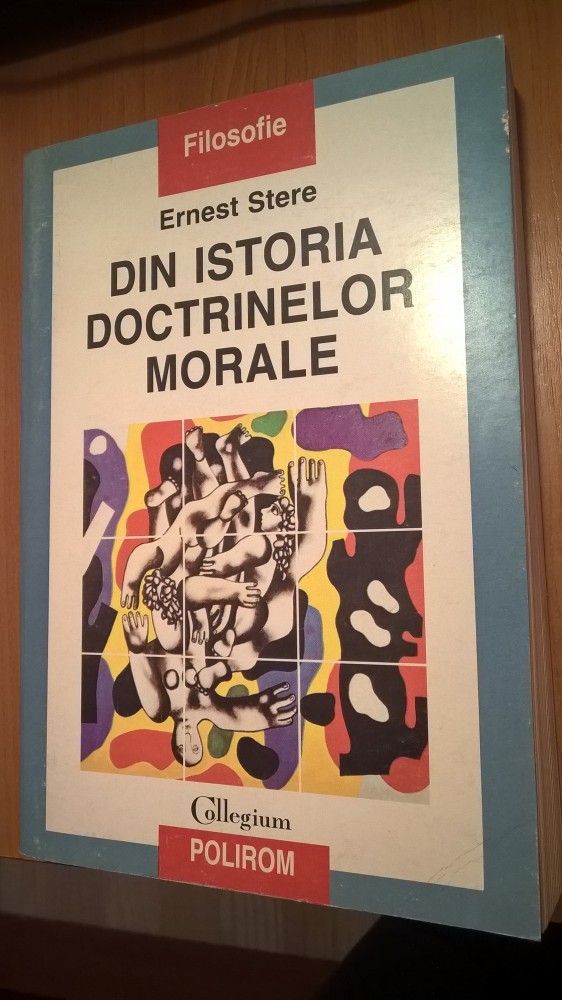 Filosofie
Ernest Stere
DIN ISTORIA
DOCTRINELOR
MORALE
Collegium
POLIROM